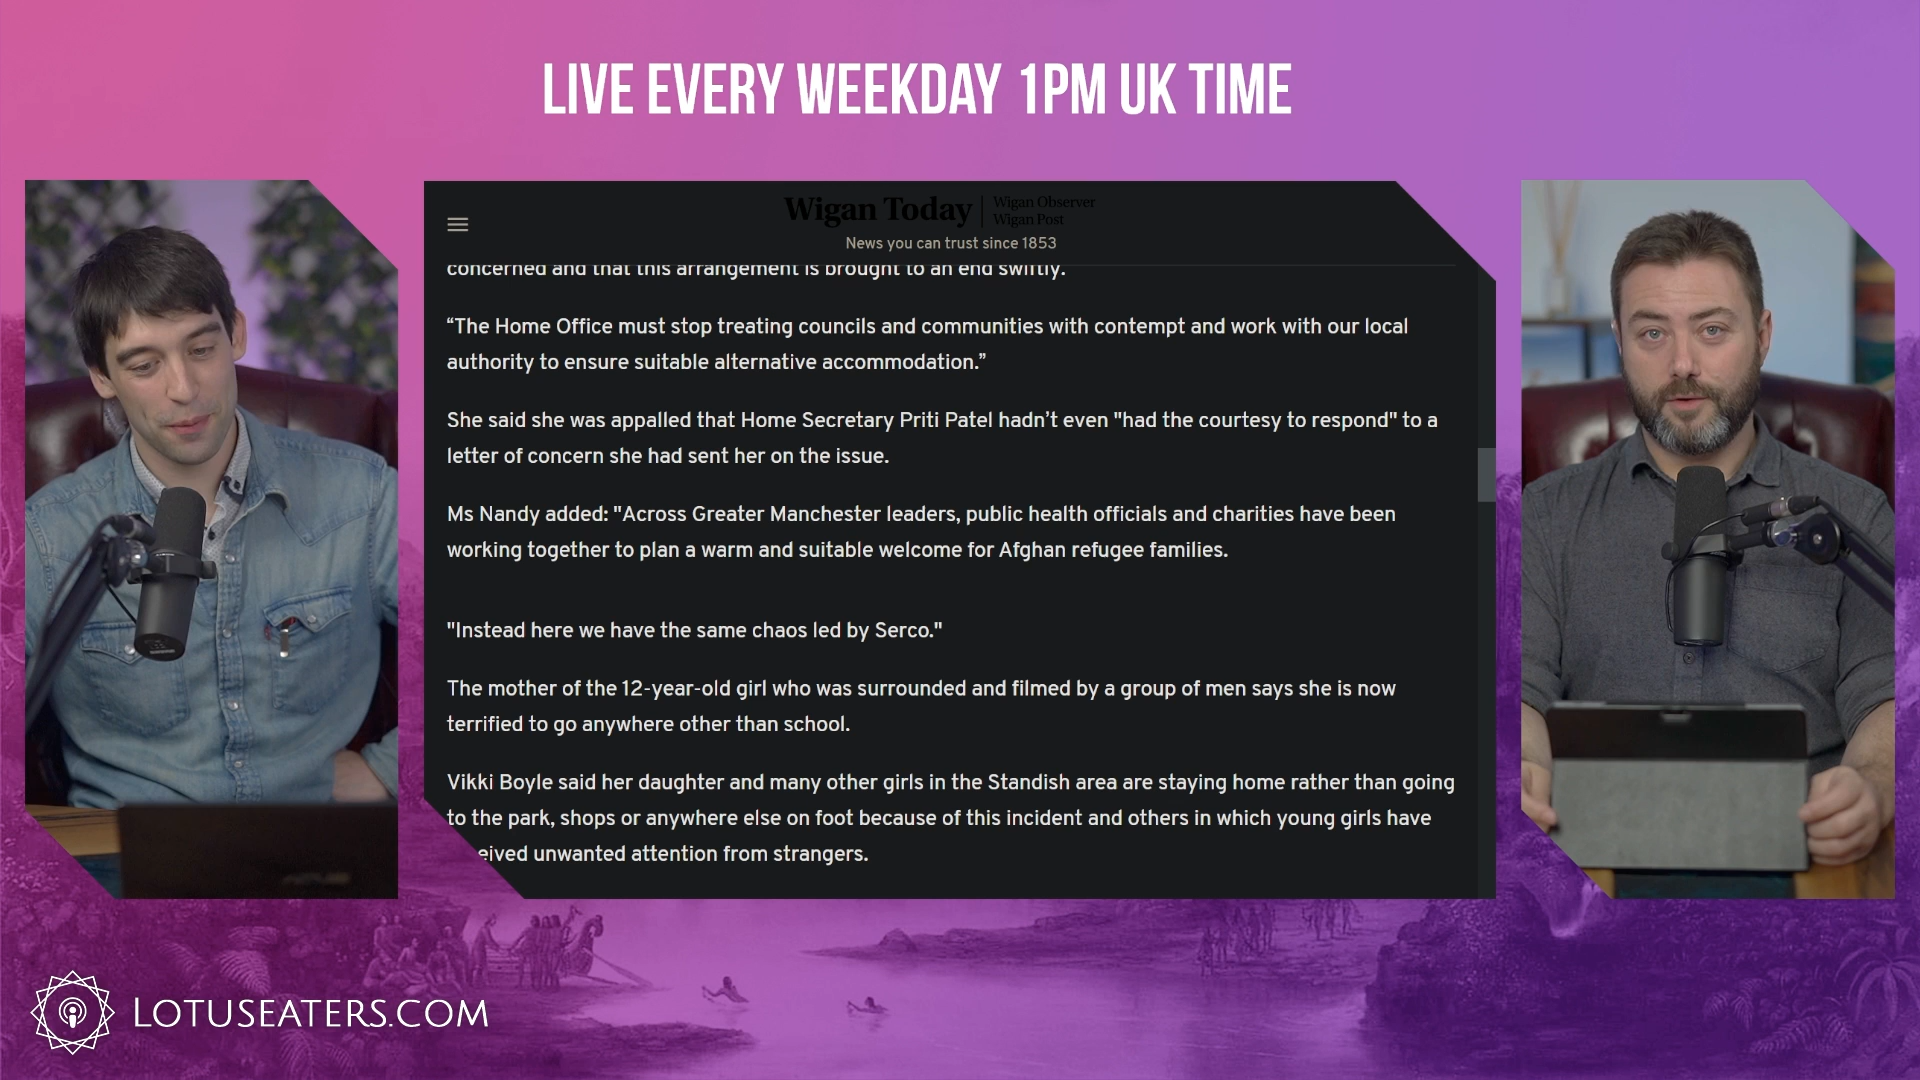 LIVE EVERY WEEKDAY 1PM UK TIME
Wigan Today
Wigan Observer
Wigan Post
News you can trust since 1853
concerned and that this arrangement is brought to an end swiftly.
“The Home Office must stop treating councils and communities with contempt and work with our local
authority to ensure suitable alternative accommodation.”
She said she was appalled that Home Secretary Priti Patel hadn’t even "had the courtesy to respond" to a
letter of concern she had sent her on the issue.
Ms Nandy added: "Across Greater Manchester leaders, public health officials and charities have been
working together to plan a warm and suitable welcome for Afghan refugee families.
"Instead here we have the same chaos led by Serco."
The mother of the 12-year-old girl who was surrounded and filmed by a group of men says she is now
terrified to go anywhere other than school.
Vikki Boyle said her daughter and many other girls in the Standish area are staying home rather than going
to the park, shops or anywhere else on foot because of this incident and others in which young girls have
eived unwanted attention from strangers.
LOTUSEATERS.COM